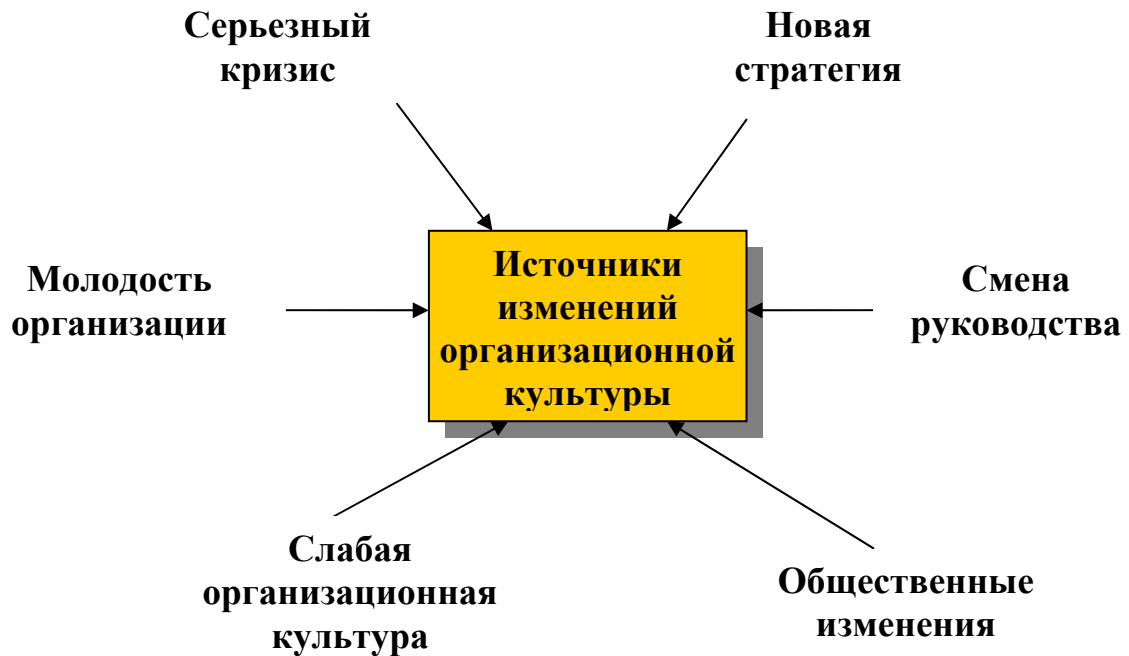 Серьезный
кризис
Новая
стратегия
Молодость
организации
Источники
изменений
организационной
культуры
Смена
руководства
Слабая
организационная
культура
Общественные
изменения